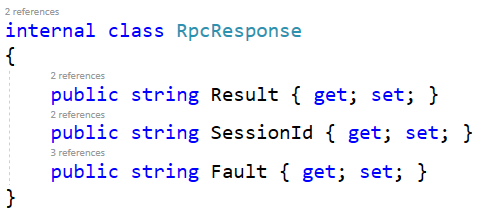 2 references
internal class RpcResponse
{
2 references
public string Result { get; set; }
2 references
public string SessionId { get; set; }
3 references
public string Fault { get; set; }
}